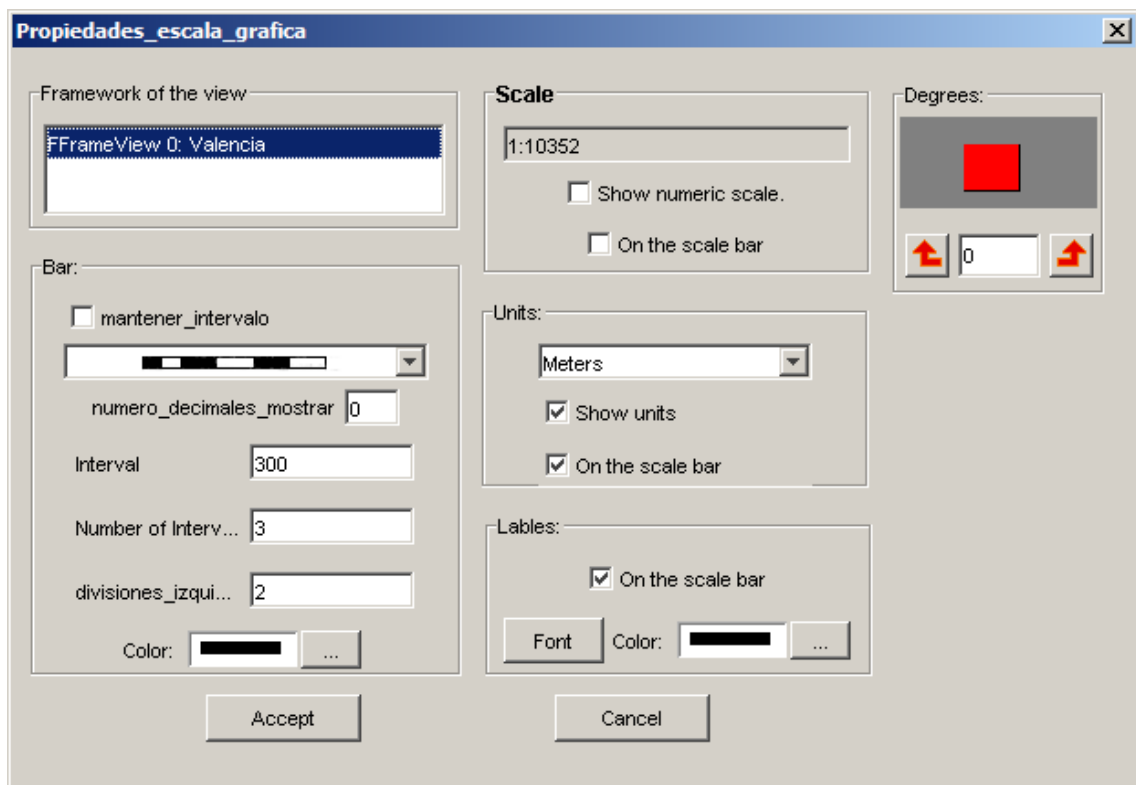 Propiedades_escala_grafica
Framework of the view
FFrameView 0: Valencia
Bar:
mantener_intervalo
numero_decimales_mostrar 0
Interval 300
Number of Interv... 3
divisiones_izqui... 2
Color: ...
Scale
1:10352
Show numeric scale.
On the scale bar
Units:
Meters
Show units
On the scale bar
Lables:
On the scale bar
Font Color: ...
Degrees:
0
Accept Cancel